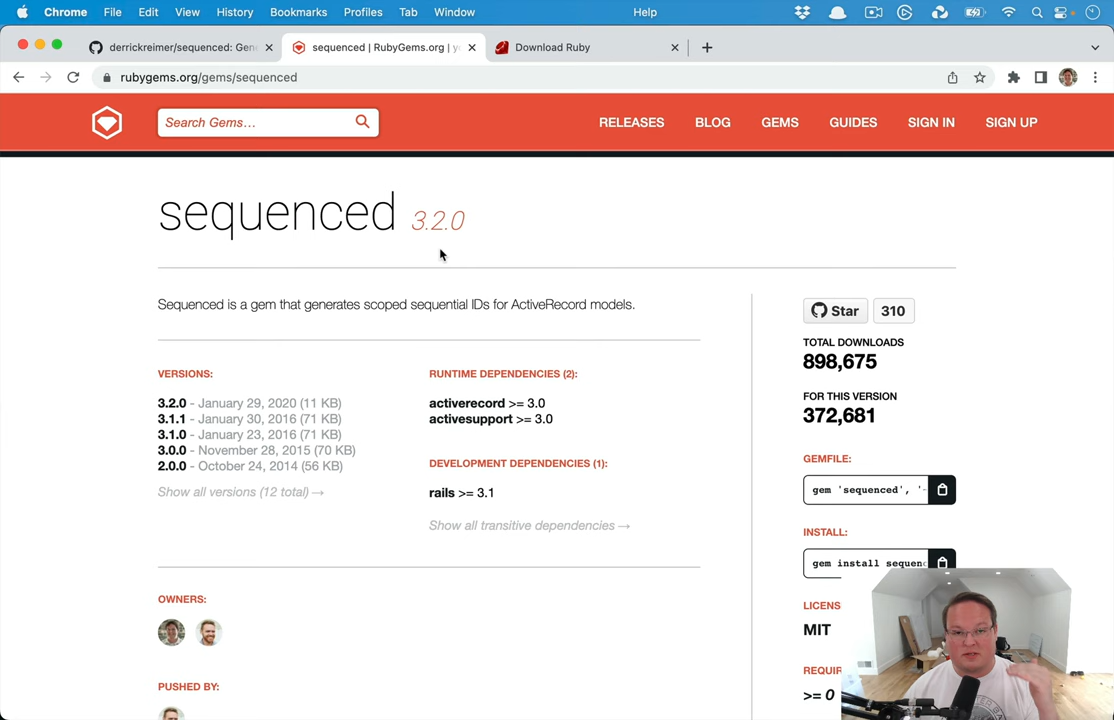 Chrome File Edit View History Bookmarks Profiles Tab Window Help
derrickreimer/sequenced: Gen
sequenced | RubyGems.org | yo
Download Ruby
rubygems.org/gems/sequenced
Search Gems…
RELEASES BLOG GEMS GUIDES SIGN IN SIGN UP
sequenced 3.2.0
Sequenced is a gem that generates scoped sequential IDs for ActiveRecord models.
VERSIONS:
3.2.0 - January 29, 2020 (11 KB)
3.1.1 - January 30, 2016 (71 KB)
3.1.0 - January 23, 2016 (71 KB)
3.0.0 - November 28, 2015 (70 KB)
2.0.0 - October 24, 2014 (56 KB)
Show all versions (12 total) →
RUNTIME DEPENDENCIES (2):
activerecord >= 3.0
activesupport >= 3.0
DEVELOPMENT DEPENDENCIES (1):
rails >= 3.1
Show all transitive dependencies →
OWNERS:
PUSHED BY:
Star 310
TOTAL DOWNLOADS
898,675
FOR THIS VERSION
372,681
GEMFILE:
gem 'sequenced', '~
INSTALL:
gem install sequenc
LICENS
MIT
REQUIR
>= 0